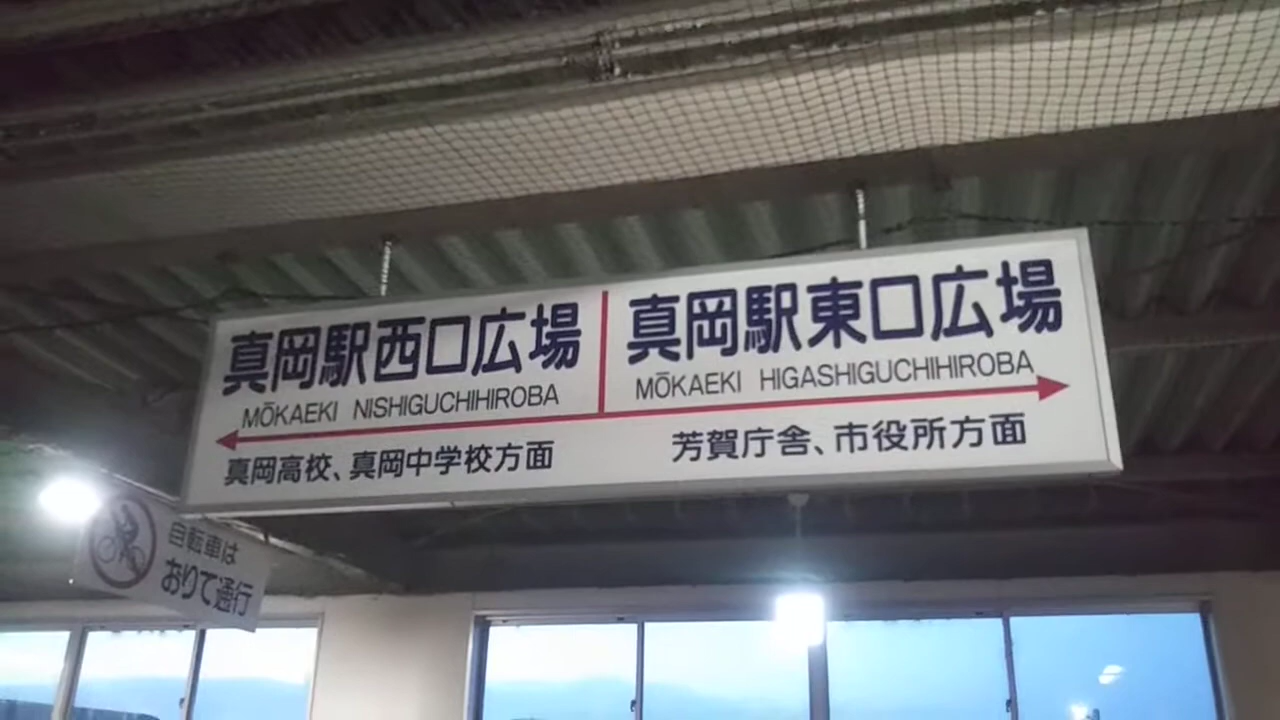 真岡駅西口広場
MŌKAEKI NISHIGUCHIHIROBA
真岡高校、真岡中学校方面
真岡駅東口広場
MŌKAEKI HIGASHIGUCHIHIROBA
芳賀庁舎、市役所方面
自転車は
おりて通行